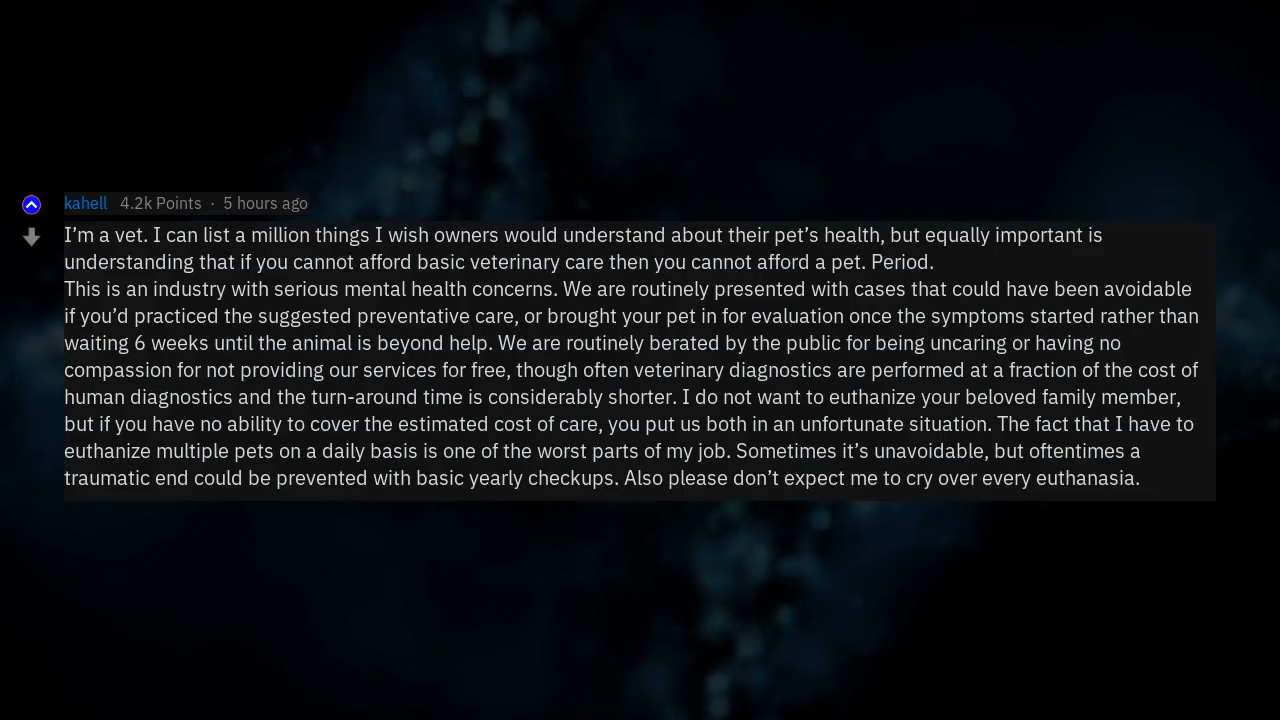 kahell 4.2k Points · 5 hours ago
I’m a vet. I can list a million things I wish owners would understand about their pet’s health, but equally important is
understanding that if you cannot afford basic veterinary care then you cannot afford a pet. Period.
This is an industry with serious mental health concerns. We are routinely presented with cases that could have been avoidable
if you’d practiced the suggested preventative care, or brought your pet in for evaluation once the symptoms started rather than
waiting 6 weeks until the animal is beyond help. We are routinely berated by the public for being uncaring or having no
compassion for not providing our services for free, though often veterinary diagnostics are performed at a fraction of the cost of
human diagnostics and the turn-around time is considerably shorter. I do not want to euthanize your beloved family member,
but if you have no ability to cover the estimated cost of care, you put us both in an unfortunate situation. The fact that I have to
euthanize multiple pets on a daily basis is one of the worst parts of my job. Sometimes it’s unavoidable, but oftentimes a
traumatic end could be prevented with basic yearly checkups. Also please don’t expect me to cry over every euthanasia.